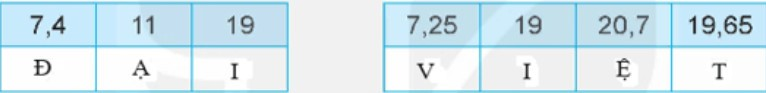 7,4 11 19 7,25 19 20,7 19,65
Đ Ạ I V I Ệ T